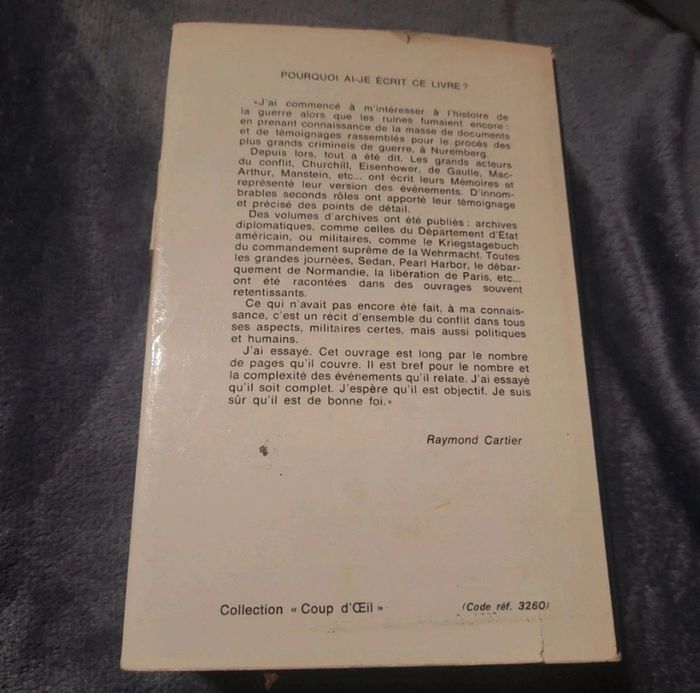 POURQUOI AI-JE ÉCRIT CE LIVRE ?
«J'ai commencé à m'intéresser à l'histoire de
la guerre alors que les ruines fumaient encore :
en prenant connaissance de la masse de documents
et de témoignages rassemblés pour le procès des
plus grands criminels de guerre, à Nuremberg.
Depuis lors, tout a été dit. Les grands acteurs
du conflit, Churchill, Eisenhower, de Gaulle, Mac-
Arthur, Manstein, etc... ont écrit leurs Mémoires et
représenté leur version des événements. D'innom-
brables seconds rôles ont apporté leur témoignage
et précisé des points de détail.
Des volumes d'archives ont été publiés : archives
diplomatiques, comme celles du Département d'Etat
américain, ou militaires, comme le Kriegstagebuch
du commandement suprême de la Wehrmacht. Toutes
les grandes journées, Sedan, Pearl Harbor, le débar-
quement de Normandie, la libération de Paris, etc...
ont été racontées dans des ouvrages souvent
retentissants.
Ce qui n'avait pas encore été fait, à ma connais-
sance, c'est un récit d'ensemble du conflit dans tous
ses aspects, militaires certes, mais aussi politiques
et humains.
J'ai essayé. Cet ouvrage est long par le nombre
de pages qu'il couvre. Il est bref pour le nombre et
la complexité des événements qu'il relate. J'ai essayé
qu'il soit complet. J'espère qu'il est objectif. Je suis
sûr qu'il est de bonne foi.»
Raymond Cartier
Collection « Coup d'Œil »
(Code réf. 3260)